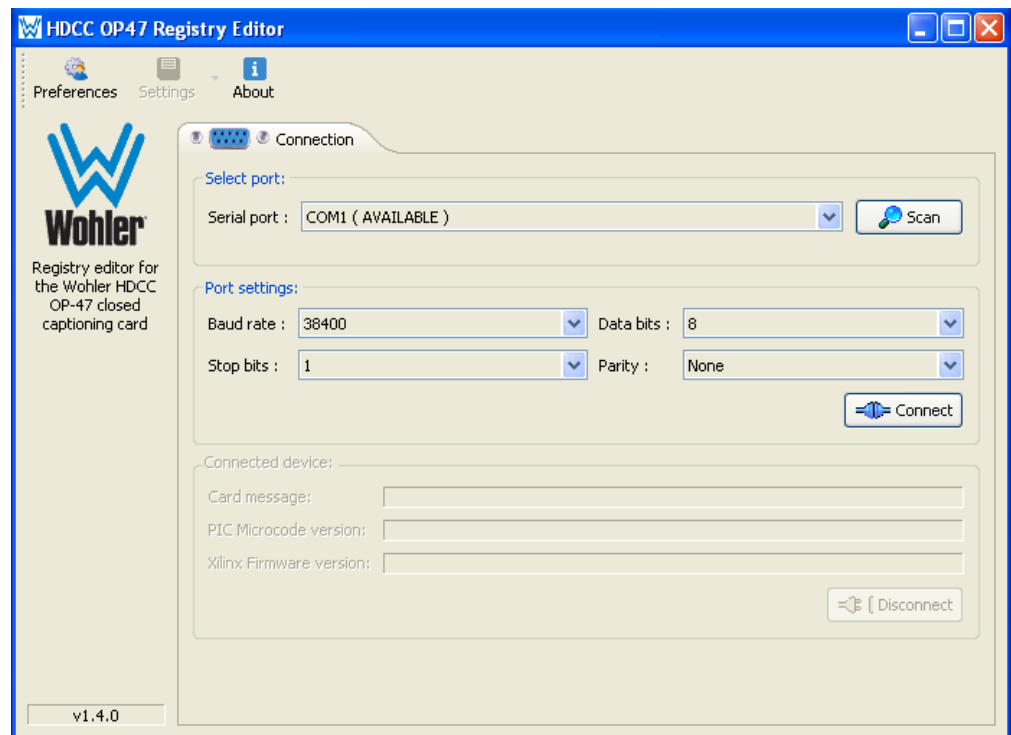 HDCC OP47 Registry Editor
Preferences Settings About
Wohler
Registry editor for
the Wohler HDCC
OP-47 closed
captioning card
Connection
Select port:
Serial port : COM1 ( AVAILABLE ) Scan
Port settings:
Baud rate : 38400 Data bits : 8
Stop bits : 1 Parity : None
Connect
Connected device:
Card message:
PIC Microcode version:
Xilinx Firmware version:
Disconnect
v1.4.0